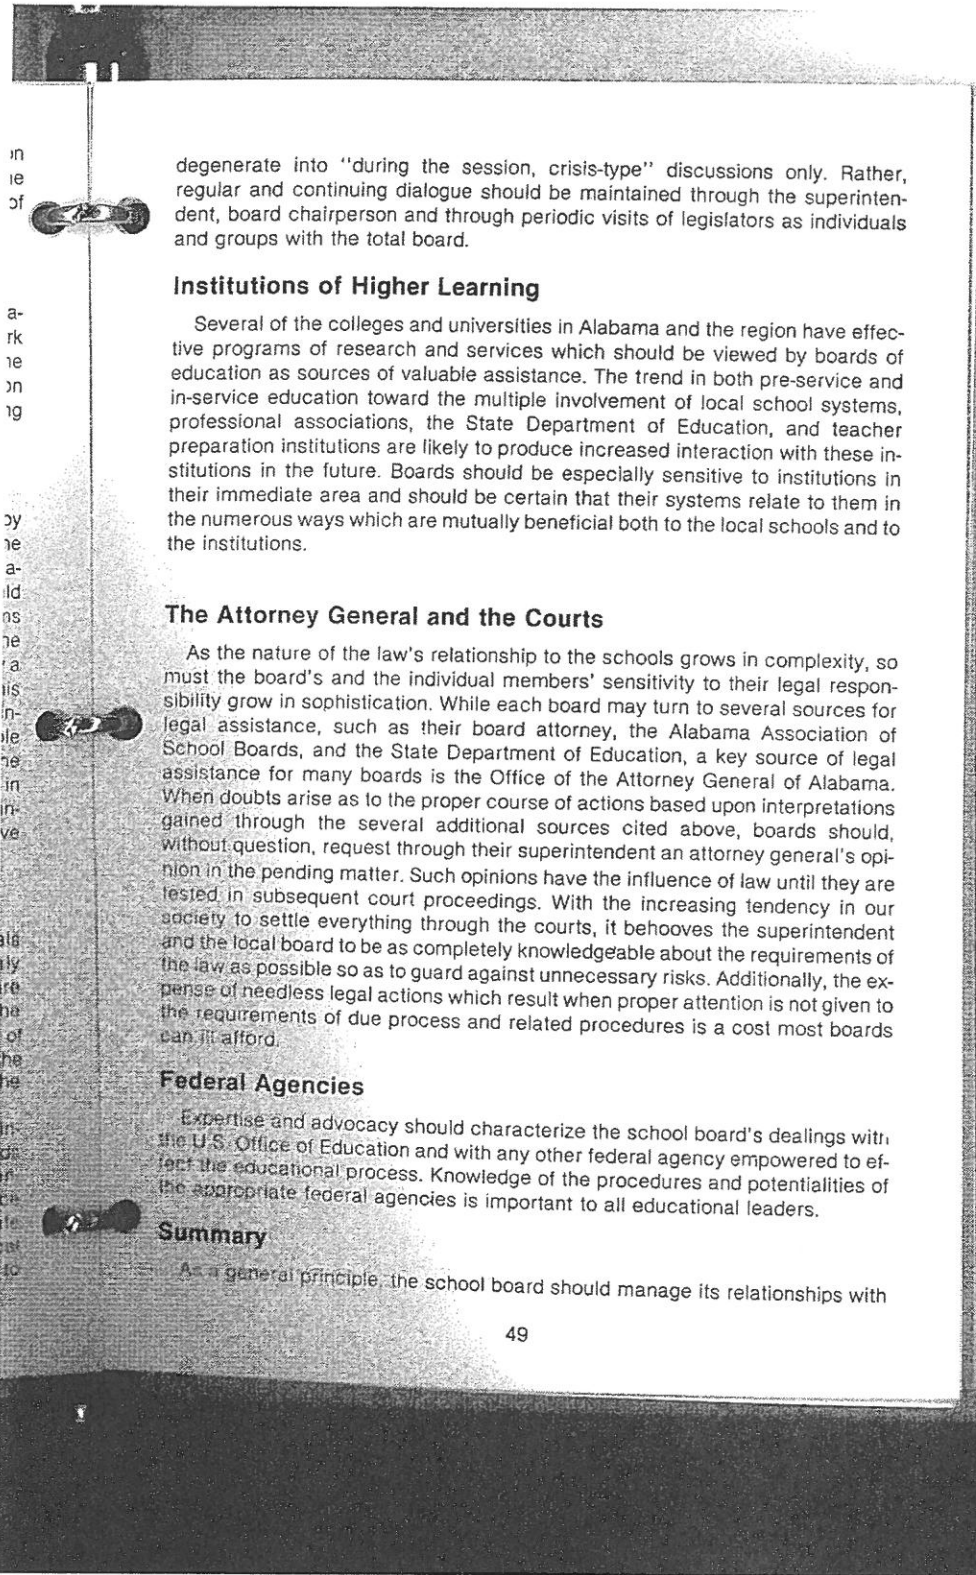 degenerate into "during the session, crisis-type" discussions only. Rather,
regular and continuing dialogue should be maintained through the superinten-
dent, board chairperson and through periodic visits of legislators as individuals
and groups with the total board.
Institutions of Higher Learning
Several of the colleges and universities in Alabama and the region have effec-
tive programs of research and services which should be viewed by boards of
education as sources of valuable assistance. The trend in both pre-service and
in-service education toward the multiple involvement of local school systems,
professional associations, the State Department of Education, and teacher
preparation institutions are likely to produce increased interaction with these in-
stitutions in the future. Boards should be especially sensitive to institutions in
their immediate area and should be certain that their systems relate to them in
the numerous ways which are mutually beneficial both to the local schools and to
the institutions.
The Attorney General and the Courts
As the nature of the law's relationship to the schools grows in complexity, so
must the board's and the individual members' sensitivity to their legal respon-
sibility grow in sophistication. While each board may turn to several sources for
legal assistance, such as their board attorney, the Alabama Association of
School Boards, and the State Department of Education, a key source of legal
assistance for many boards is the Office of the Attorney General of Alabama.
When doubts arise as to the proper course of actions based upon interpretations
gained through the several additional sources cited above, boards should,
without question, request through their superintendent an attorney general's opi-
nion in the pending matter. Such opinions have the influence of law until they are
tested in subsequent court proceedings. With the increasing tendency in our
society to settle everything through the courts, it behooves the superintendent
and the local board to be as completely knowledgeable about the requirements of
the law as possible so as to guard against unnecessary risks. Additionally, the ex-
pense of needless legal actions which result when proper attention is not given to
the requirements of due process and related procedures is a cost most boards
can ill afford.
Federal Agencies
Expertise and advocacy should characterize the school board's dealings with
the U.S. Office of Education and with any other federal agency empowered to ef-
fect the educational process. Knowledge of the procedures and potentialities of
the appropriate federal agencies is important to all educational leaders.
Summary
As a general principle, the school board should manage its relationships with
49